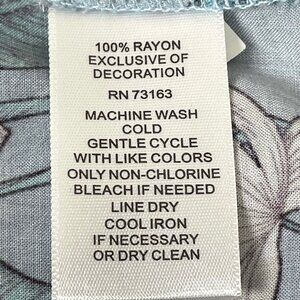 100% RAYON
EXCLUSIVE OF
DECORATION
RN 73163
MACHINE WASH
COLD
GENTLE CYCLE
WITH LIKE COLORS
ONLY NON-CHLORINE
BLEACH IF NEEDED
LINE DRY
COOL IRON
IF NECESSARY
OR DRY CLEAN